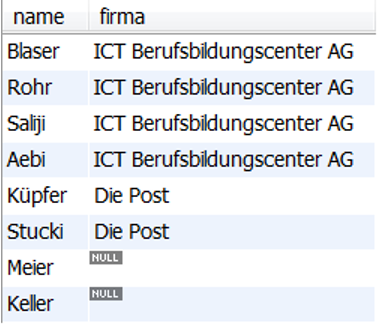 name firma
Blaser ICT Berufsbildungscenter AG
Rohr ICT Berufsbildungscenter AG
Saliji ICT Berufsbildungscenter AG
Aebi ICT Berufsbildungscenter AG
Küpfer Die Post
Stucki Die Post
Meier NULL
Keller NULL